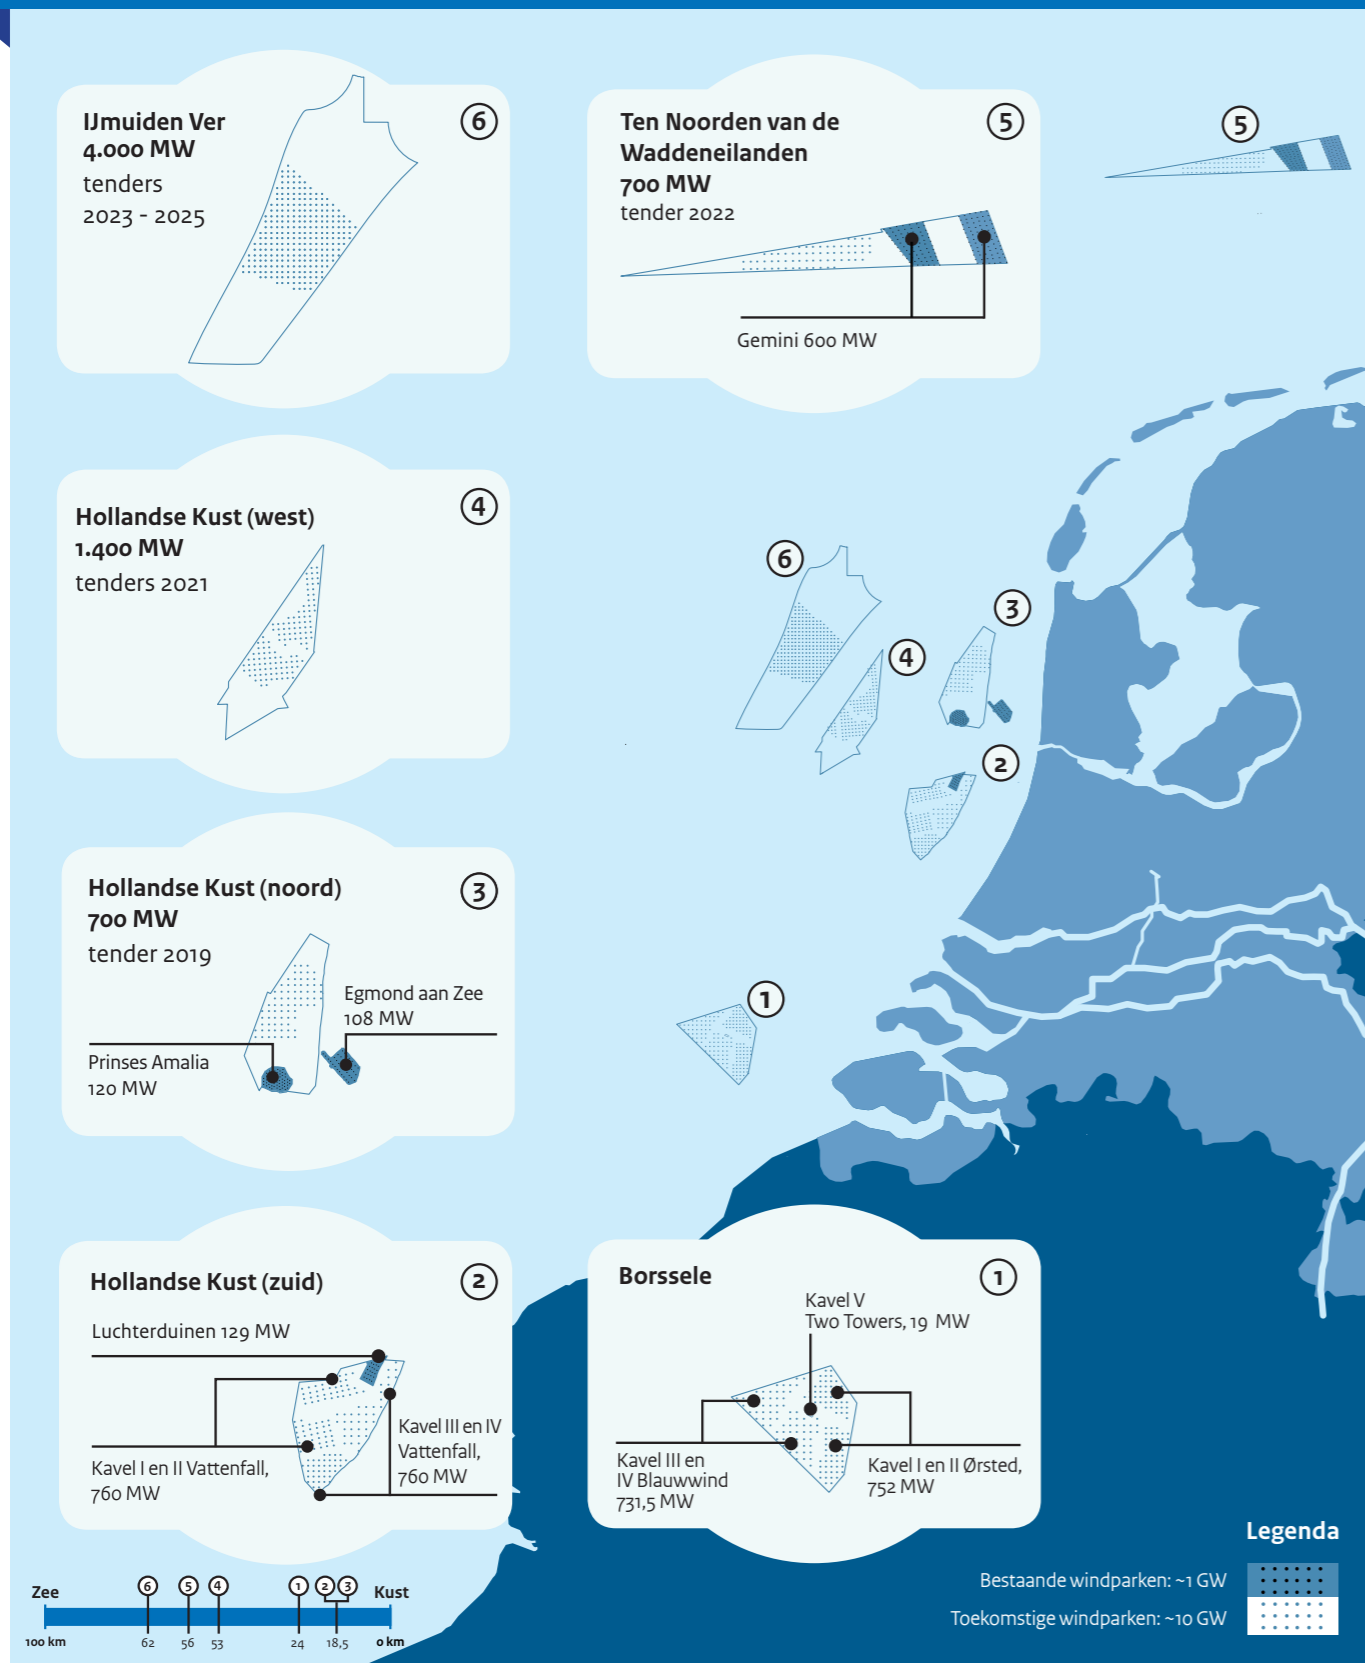 IJmuiden Ver
4.000 MW
tenders
2023 - 2025
6
Ten Noorden van de
Waddeneilanden
700 MW
tender 2022
5
Gemini 600 MW
5
Hollandse Kust (west)
1.400 MW
tenders 2021
4
6
3
4
2
1
Hollandse Kust (noord)
700 MW
tender 2019
3
Egmond aan Zee
108 MW
Prinses Amalia
120 MW
Hollandse Kust (zuid)
2
Luchterduinen 129 MW
Kavel III en IV
Vattenfall,
760 MW
Kavel I en II Vattenfall,
760 MW
Borssele
1
Kavel V
Two Towers, 19 MW
Kavel III en
IV Blauwwind
731,5 MW
Kavel I en II Ørsted,
752 MW
Legenda
Bestaande windparken: ~1 GW
Toekomstige windparken: ~10 GW
Zee
6
5
4
1
2
3
Kust
100 km
62
56
53
24
18,5
0 km